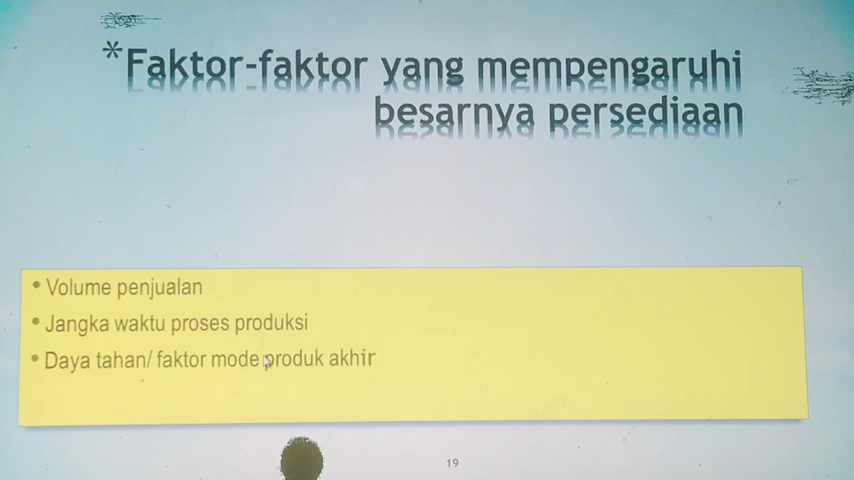 *Faktor-faktor yang mempengaruhi
besarnya persediaan
• Volume penjualan
• Jangka waktu proses produksi
• Daya tahan/ faktor mode produk akhir
19